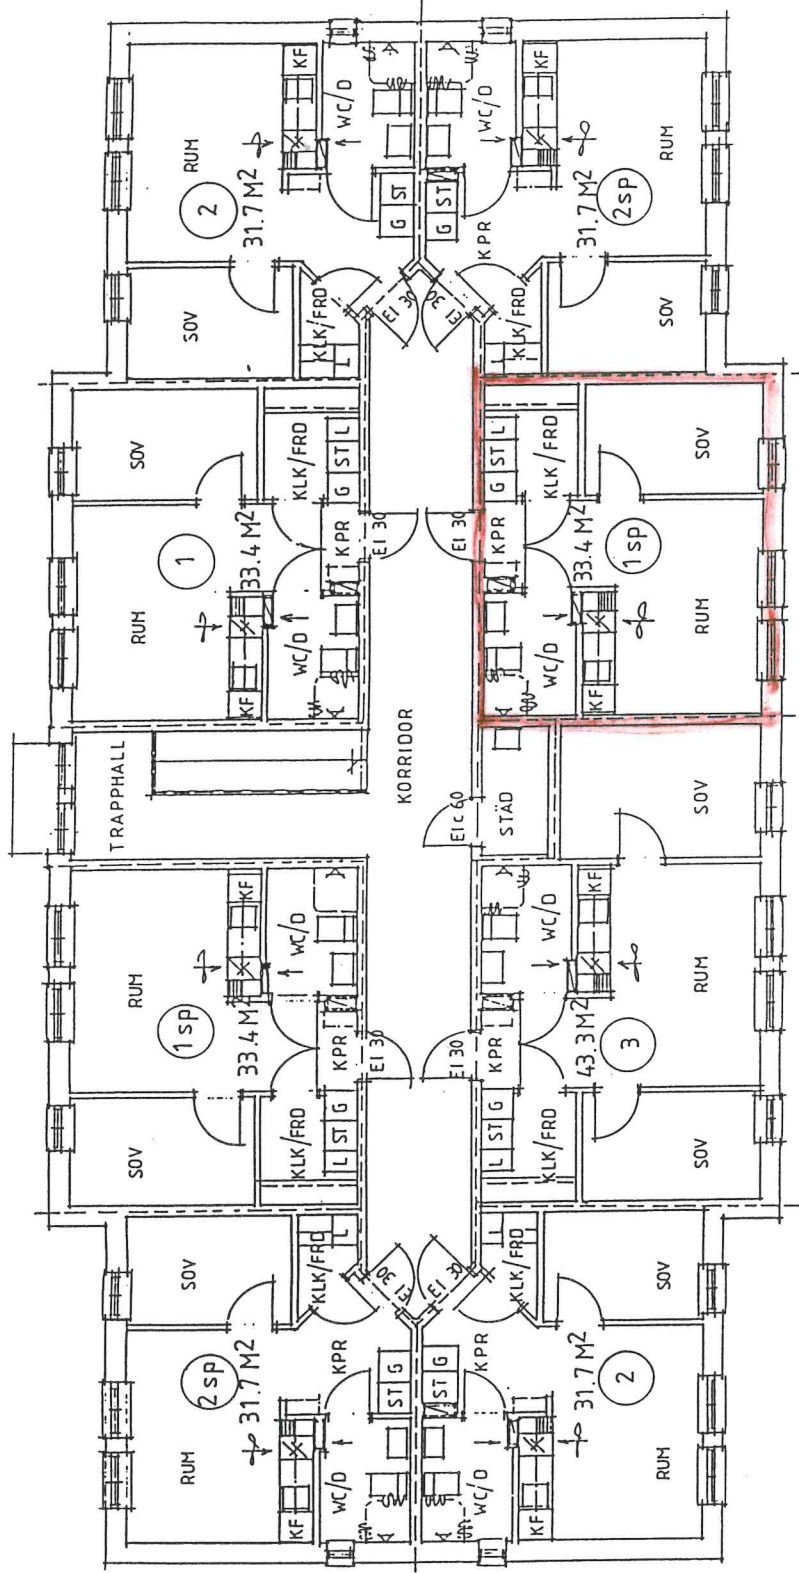 RUM
KF
WC/D
2
31.7 M²
G ST
SOV
KLK/FRD
L
EI 30
WC/D
KF
RUM
2sp
31.7 M²
G ST
KPR
SOV
KLK/FRD
EI 30
SOV
KLK/FRD
G ST L
1
33.4 M²
KPR
EI 30
RUM
WC/D
KF
G ST L
KLK/FRD
SOV
EI 30
KPR
33.4 M²
1sp
WC/D
RUM
KF
TRAPPHALL
KORRIDOR
EIc 60
STÄD
SOV
RUM
KF
WC/D
1sp
33.4 M²
KPR
EI 30
SOV
KLK/FRD
L ST G
WC/D
KF
RUM
EI 30
KPR
43.3 M²
3
L ST G
KLK/FRD
SOV
SOV
KLK/FRD
L
EI 30
2sp
31.7 M²
KPR
ST G
RUM
WC/D
KF
EI 30
KLK/FRD
SOV
KPR
31.7 M²
2
ST G
WC/D
KF
RUM